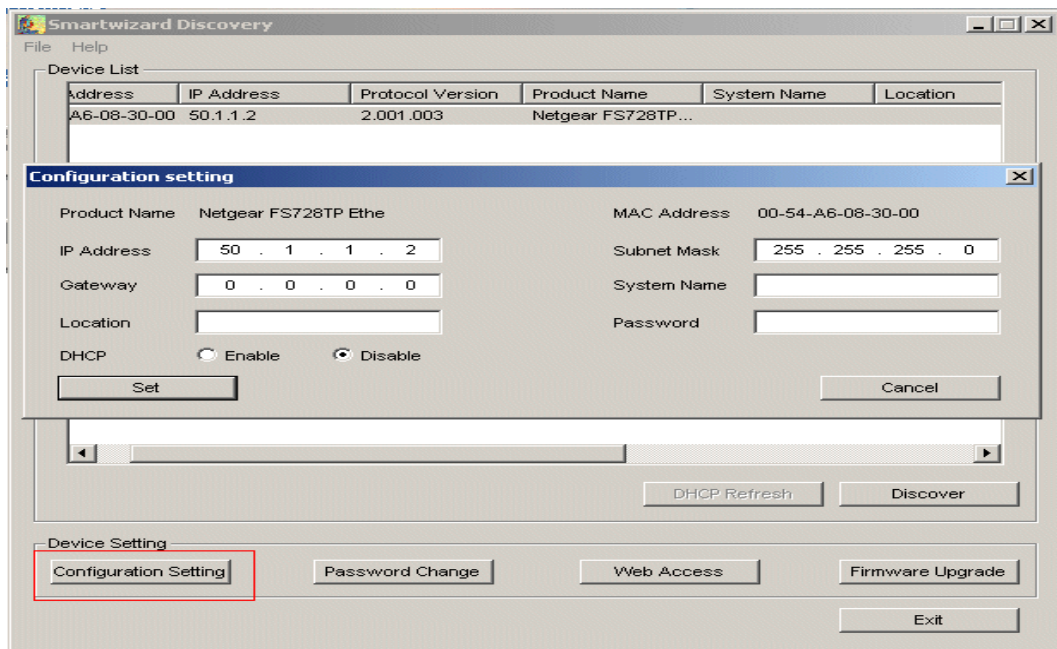 Smartwizard Discovery
File Help
Device List
Address IP Address Protocol Version Product Name System Name Location
A6-08-30-00 50.1.1.2 2.001.003 Netgear FS728TP...
Configuration setting
Product Name Netgear FS728TP Ethe MAC Address 00-54-A6-08-30-00
IP Address 50 . 1 . 1 . 2 Subnet Mask 255 . 255 . 255 . 0
Gateway 0 . 0 . 0 . 0 System Name
Location Password
DHCP Enable Disable
Set Cancel
DHCP Refresh Discover
Device Setting
Configuration Setting Password Change Web Access Firmware Upgrade
Exit